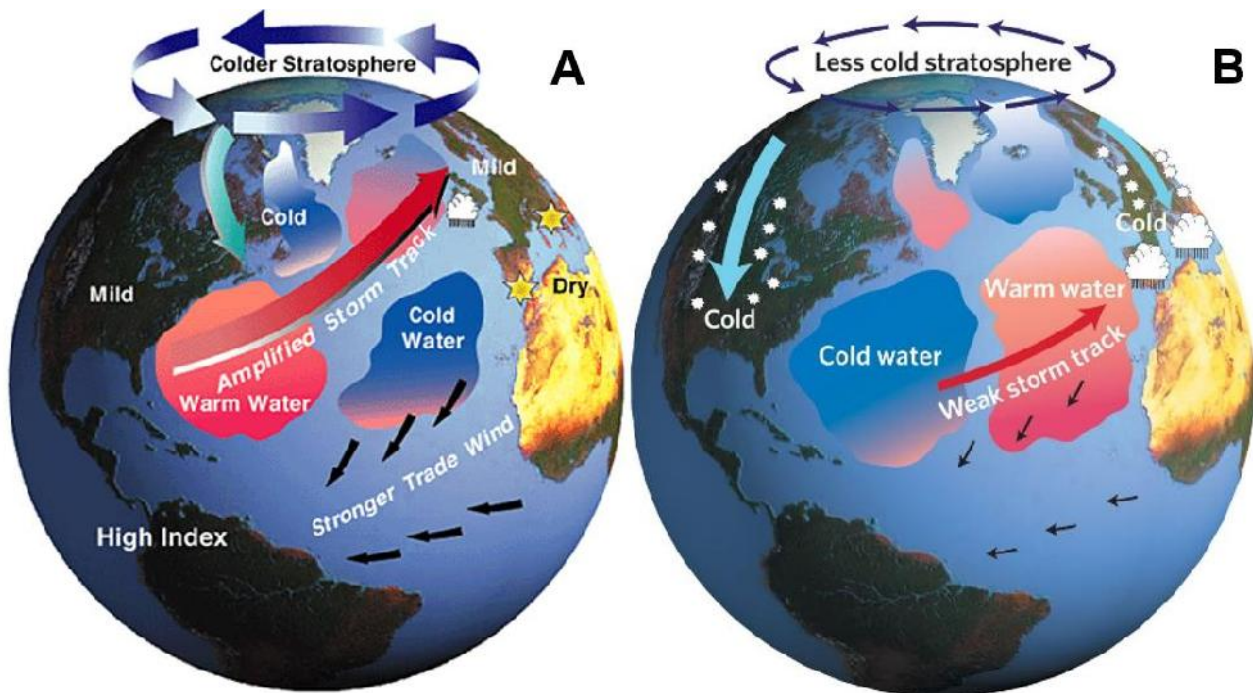 Colder Stratosphere
A
Mild
Cold
Mild
Amplified Storm Track
Warm Water
Cold
Water
Dry
Stronger Trade Wind
High Index
Less cold stratosphere
B
Cold
Cold
Warm water
Cold water
Weak storm track